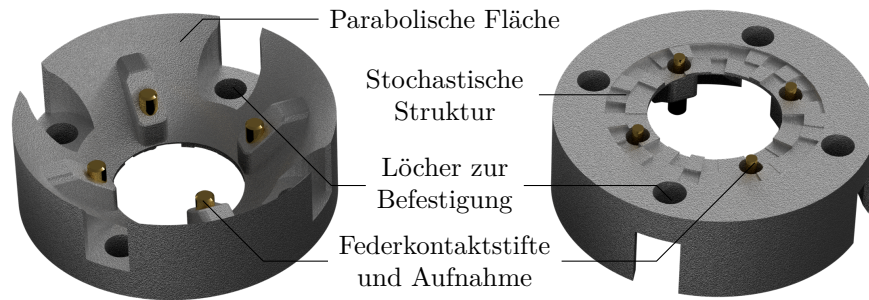 Parabolische Fläche
Stochastische
Struktur
Löcher zur
Befestigung
Federkontaktstifte
und Aufnahme